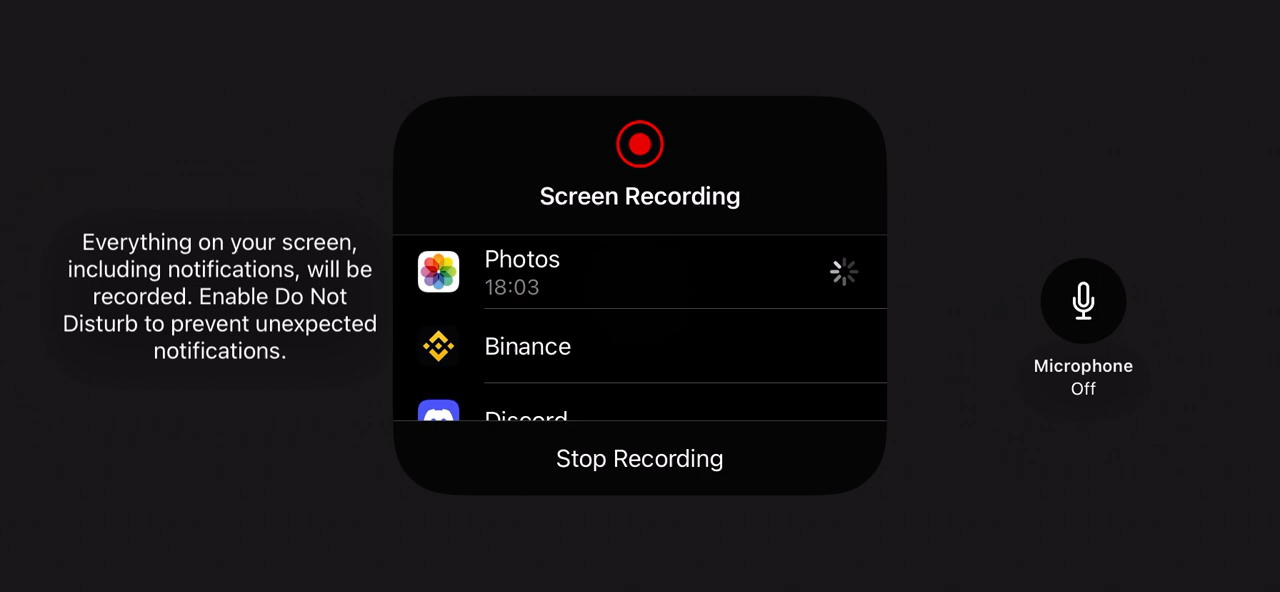 Everything on your screen,
including notifications, will be
recorded. Enable Do Not
Disturb to prevent unexpected
notifications.
Screen Recording
Photos
18:03
Binance
Discord
Stop Recording
Microphone
Off